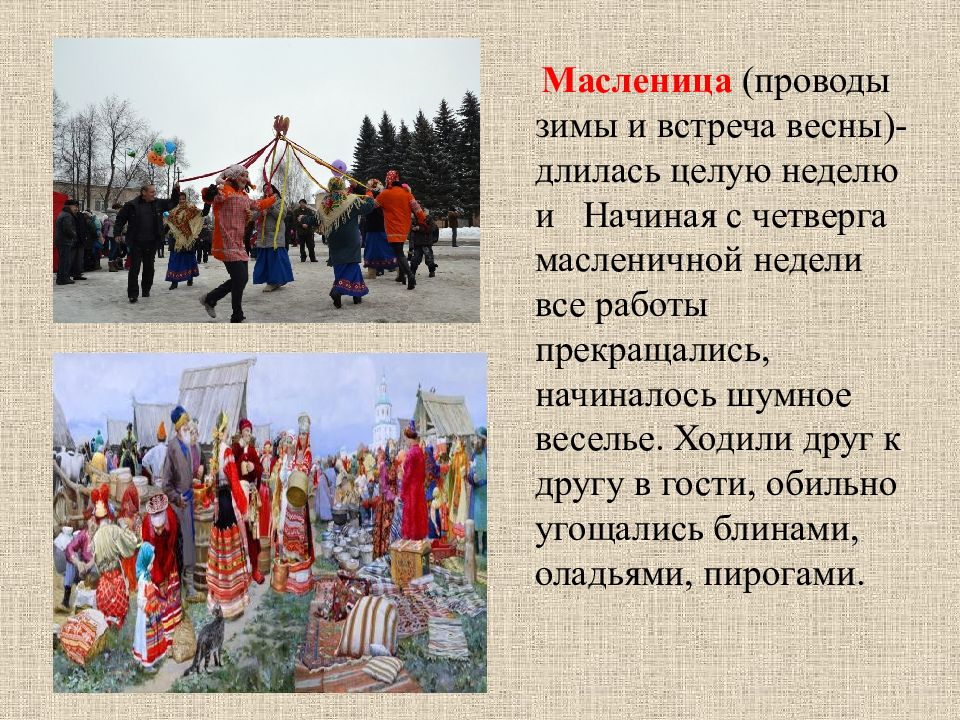 Масленица (проводы
зимы и встреча весны)-
длилась целую неделю
и   Начиная с четверга
масленичной недели
все работы
прекращались,
начиналось шумное
веселье. Ходили друг к
другу в гости, обильно
угощались блинами,
оладьями, пирогами.